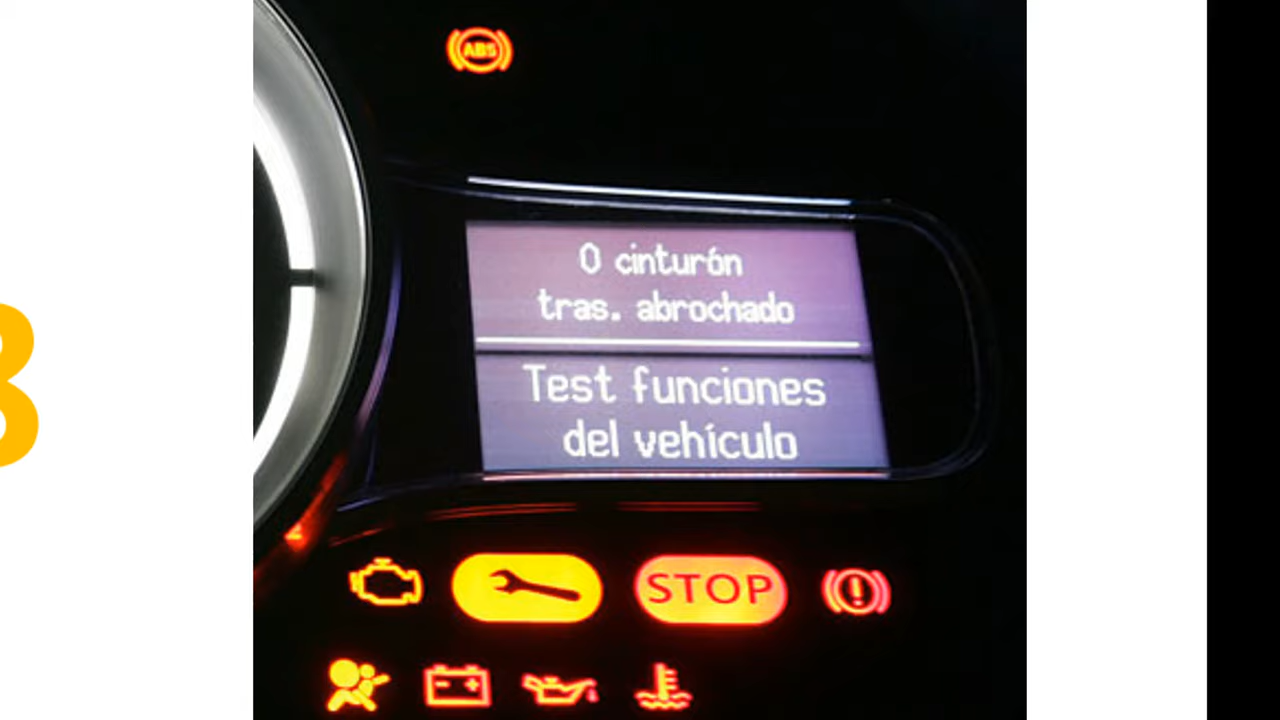 ABS
0 cinturón
tras. abrochado
Test funciones
del vehículo
STOP